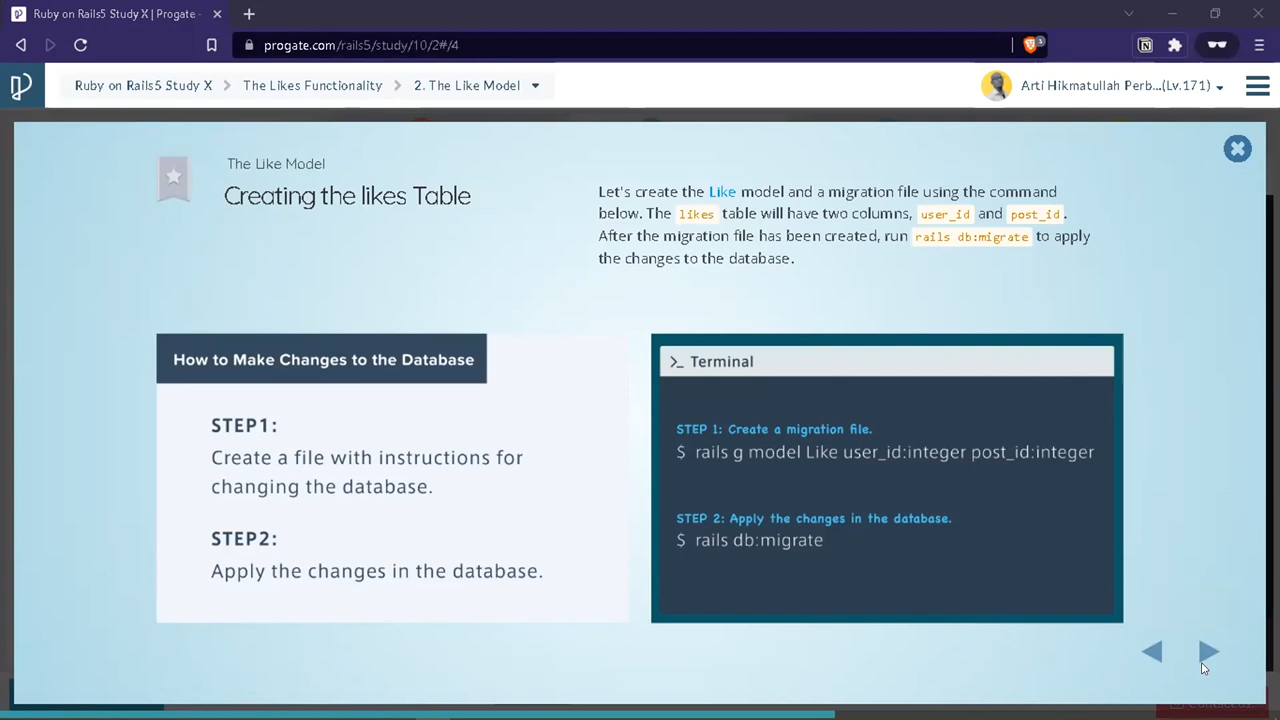 Ruby on Rails5 Study X | Progate -
progate.com/rails5/study/10/2#/4
3
Ruby on Rails5 Study X
The Likes Functionality
2. The Like Model
Arti Hikmatullah Perb...(Lv.171)
The Like Model
Creating the likes Table
Let's create the Like model and a migration file using the command
below. The likes table will have two columns, user_id and post_id.
After the migration file has been created, run rails db:migrate to apply
the changes to the database.
How to Make Changes to the Database
STEP1:
Create a file with instructions for
changing the database.
STEP2:
Apply the changes in the database.
>_ Terminal
STEP 1: Create a migration file.
$ rails g model Like user_id:integer post_id:integer
STEP 2: Apply the changes in the database.
$ rails db:migrate